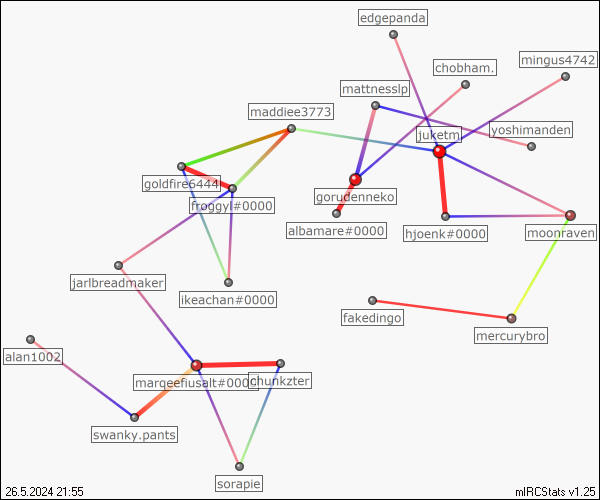 edgepanda
chobham.
mingus4742
mattnesslp
maddiee3773
juketm
yoshimanden
goldfire6444
froggyl#0000
gorudenneko
albamare#0000
hjoenk#0000
moonraven
jarlbreadmaker
ikeachan#0000
fakedingo
mercurybro
alan1002
marqeefiusalt#000
chunkzter
swanky.pants
sorapie
26.5.2024 21:55
mIRCStats v1.25